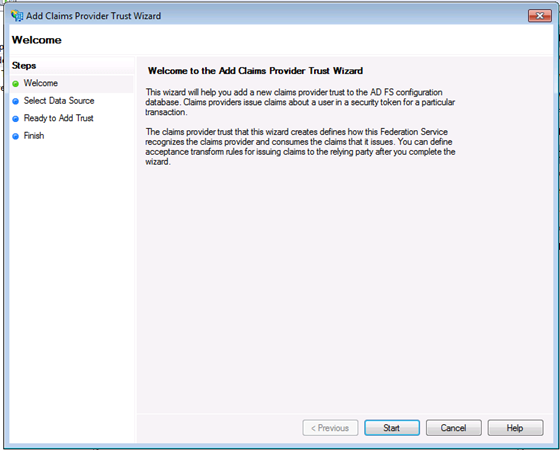 Add Claims Provider Trust Wizard
Welcome
Steps
Welcome
Select Data Source
Ready to Add Trust
Finish
Welcome to the Add Claims Provider Trust Wizard
This wizard will help you add a new claims provider trust to the AD FS configuration
database. Claims providers issue claims about a user in a security token for a particular
transaction.
The claims provider trust that this wizard creates defines how this Federation Service
recognizes the claims provider and consumes the claims that it issues. You can define
acceptance transform rules for issuing claims to the relying party after you complete the
wizard.
< Previous
Start
Cancel
Help